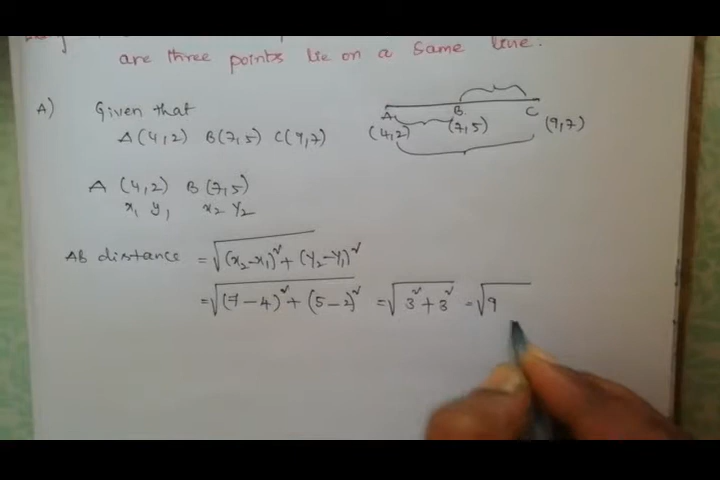 are three points lie on a same line.
A) Given that
A(4,2) B(7,5) C(9,7)
A B C
(4,2) (7,5) (9,7)
A (4,2) B(7,5)
x₁ y₁ x₂ y₂
AB distance = √(x₂-x₁)²+(y₂-y₁)²
=√(7-4)²+(5-2)² =√3²+3² =√9